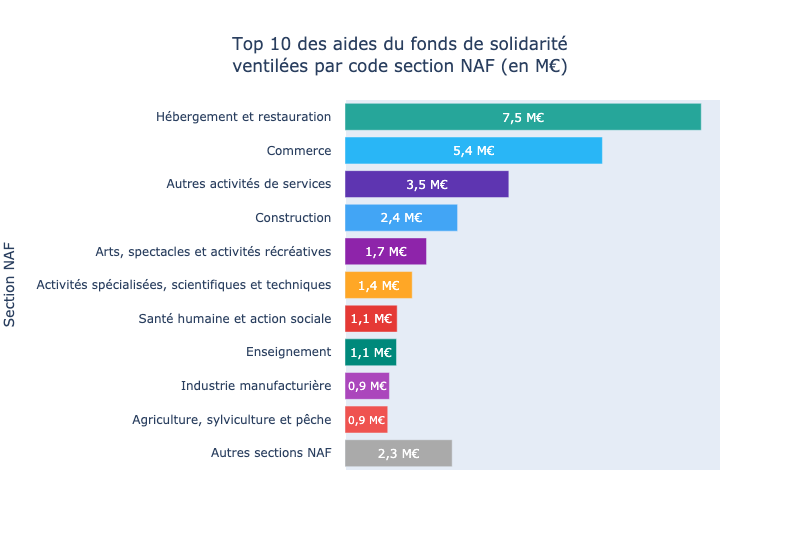 Top 10 des aides du fonds de solidarité
ventilées par code section NAF (en M€)
Section NAF
Hébergement et restauration 7,5 M€
Commerce 5,4 M€
Autres activités de services 3,5 M€
Construction 2,4 M€
Arts, spectacles et activités récréatives 1,7 M€
Activités spécialisées, scientifiques et techniques 1,4 M€
Santé humaine et action sociale 1,1 M€
Enseignement 1,1 M€
Industrie manufacturière 0,9 M€
Agriculture, sylviculture et pêche 0,9 M€
Autres sections NAF 2,3 M€